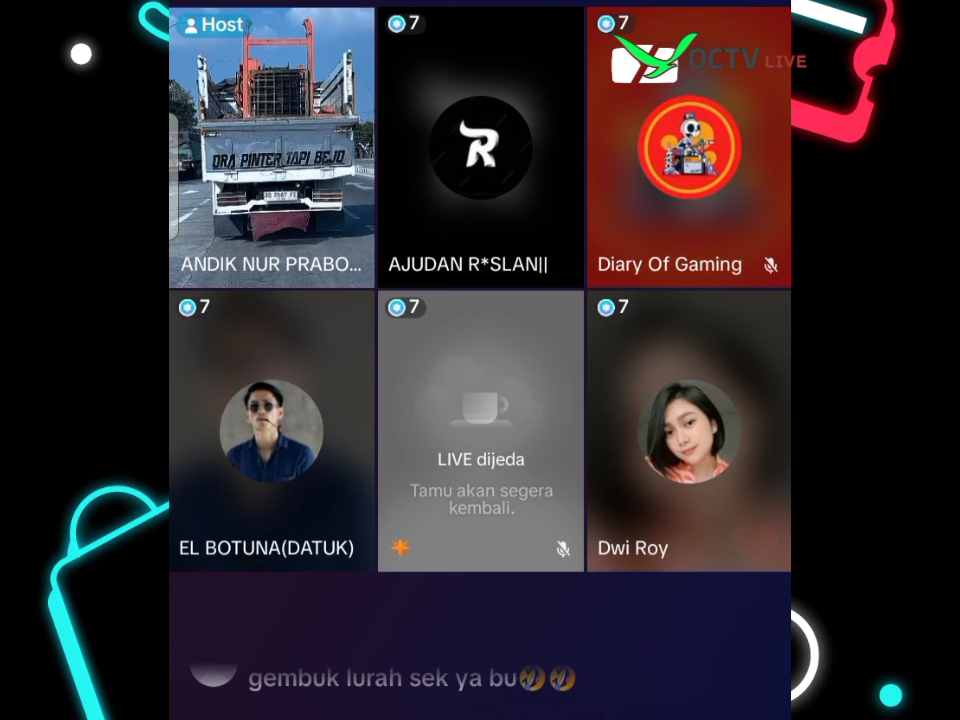 Host
7
7
OCTV LIVE
ORA PINTER TAPI BEJO
ANDIK NUR PRABO...
AJUDAN R*SLAN||
Diary Of Gaming
7
7
7
LIVE dijeda
Tamu akan segera
kembali.
EL BOTUNA(DATUK)
Dwi Roy
gembuk lurah sek ya bu🤣🤣